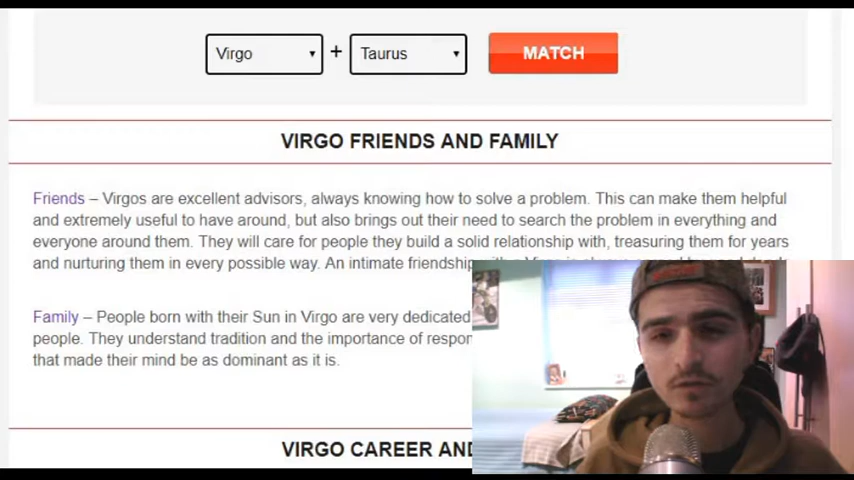 Virgo + Taurus MATCH
VIRGO FRIENDS AND FAMILY
Friends – Virgos are excellent advisors, always knowing how to solve a problem. This can make them helpful
and extremely useful to have around, but also brings out their need to search the problem in everything and
everyone around them. They will care for people they build a solid relationship with, treasuring them for years
and nurturing them in every possible way. An intimate friendship
Family – People born with their Sun in Virgo are very dedicated
people. They understand tradition and the importance of
that made their mind be as dominant as it is.
VIRGO CAREER